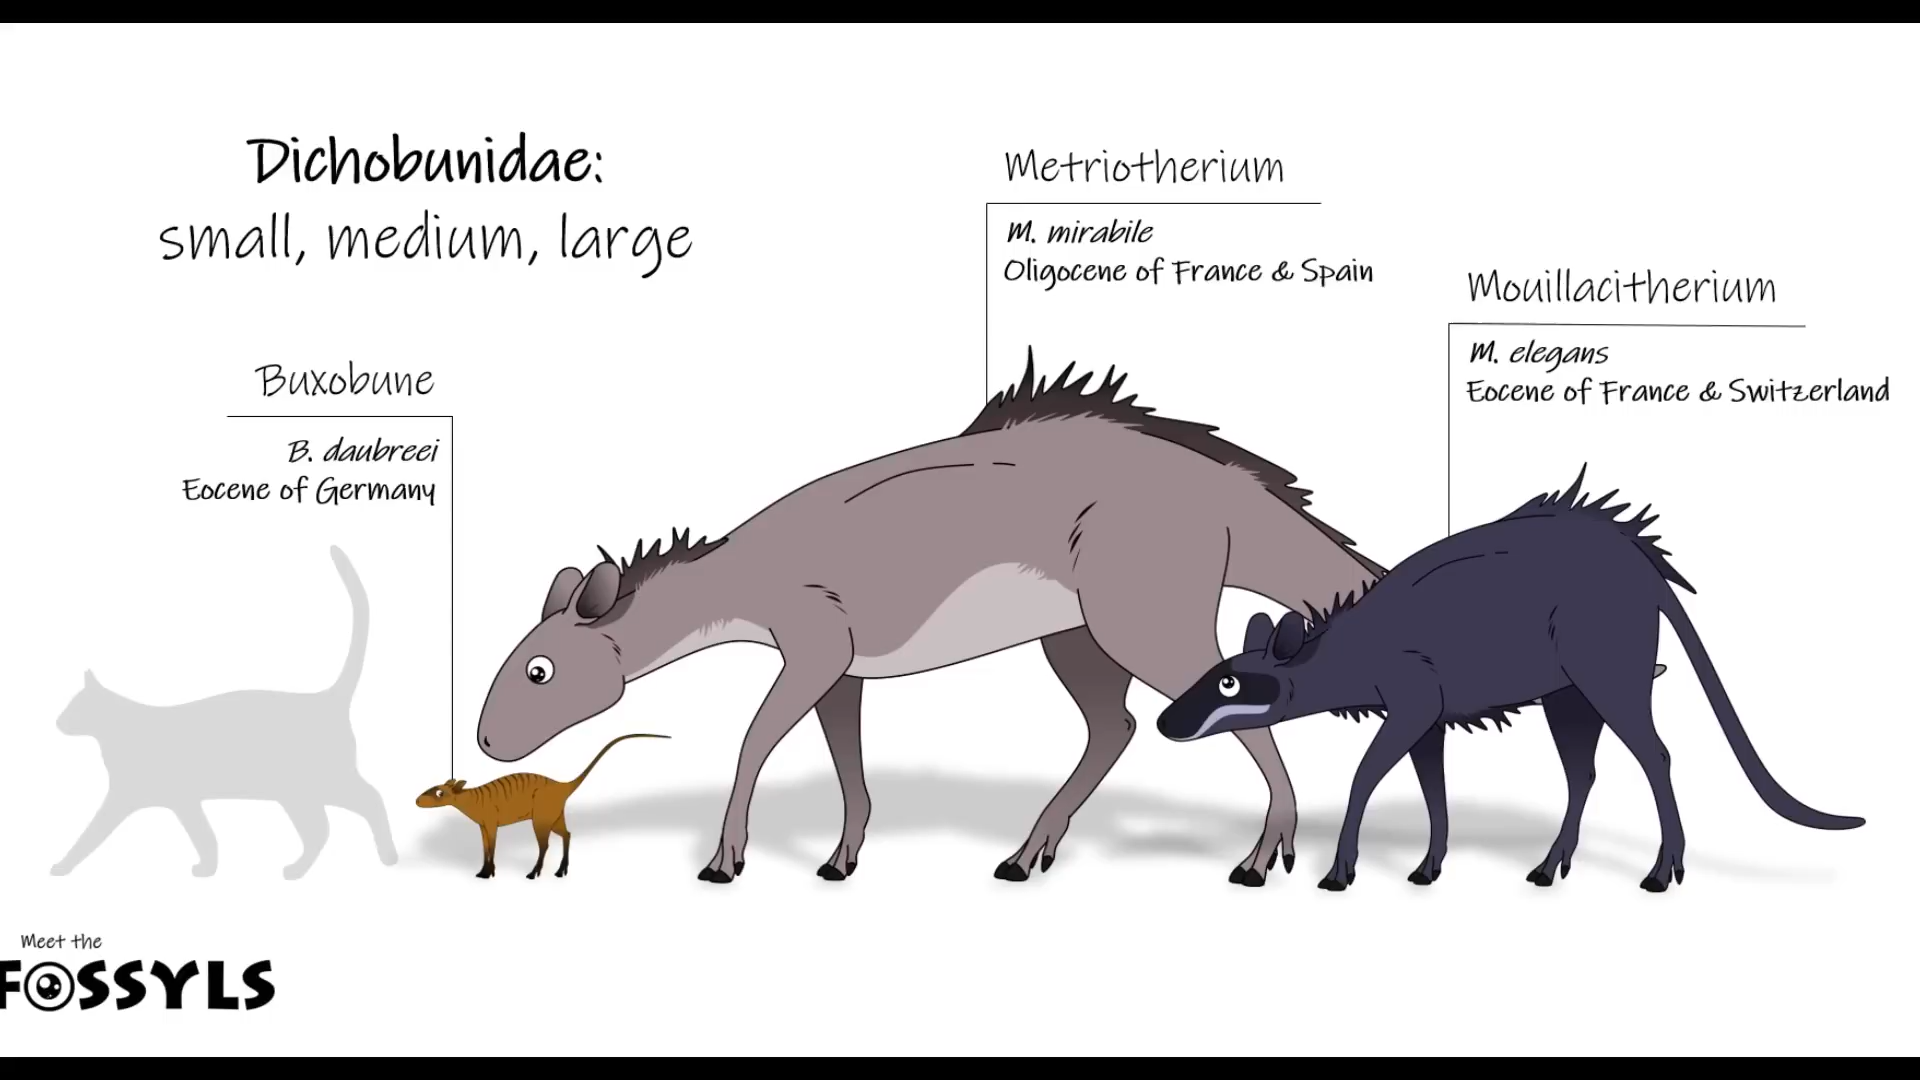 Dichobunidae:
small, medium, large
Metriotherium
M. mirabile
Oligocene of France & Spain
Mouillacitherium
M. elegans
Eocene of France & Switzerland
Buxobune
B. daubreei
Eocene of Germany
Meet the
FOSSYLS